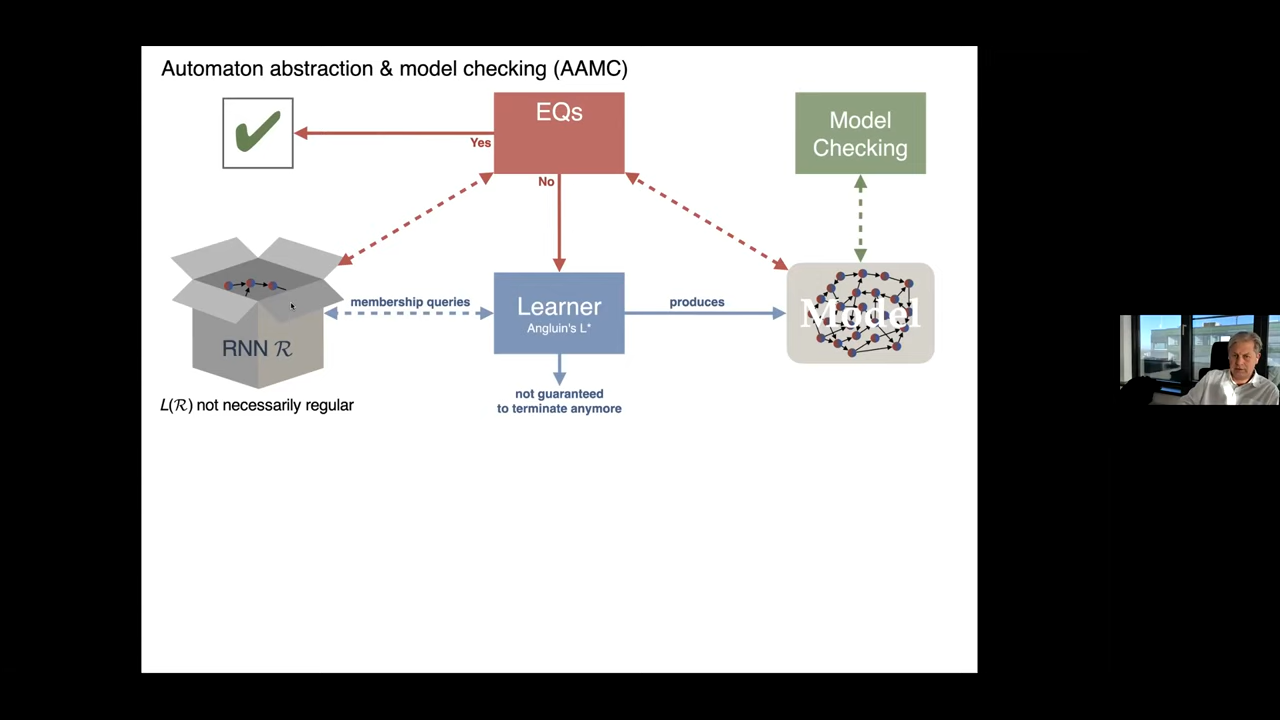 Automaton abstraction & model checking (AAMC)
EQs
Yes
No
Model
Checking
RNN ℛ
membership queries
Learner
Angluin's L*
produces
Model
not guaranteed
to terminate anymore
L(ℛ) not necessarily regular